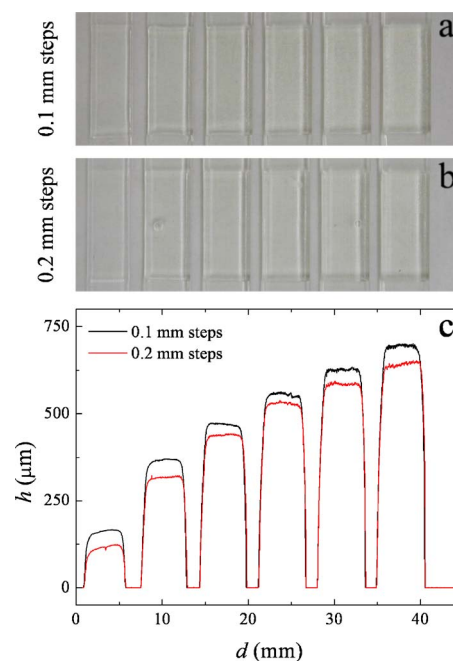 0.1 mm steps
a
0.2 mm steps
b
c
0.1 mm steps
0.2 mm steps
750
500
250
0
h (μm)
0 10 20 30 40
d (mm)